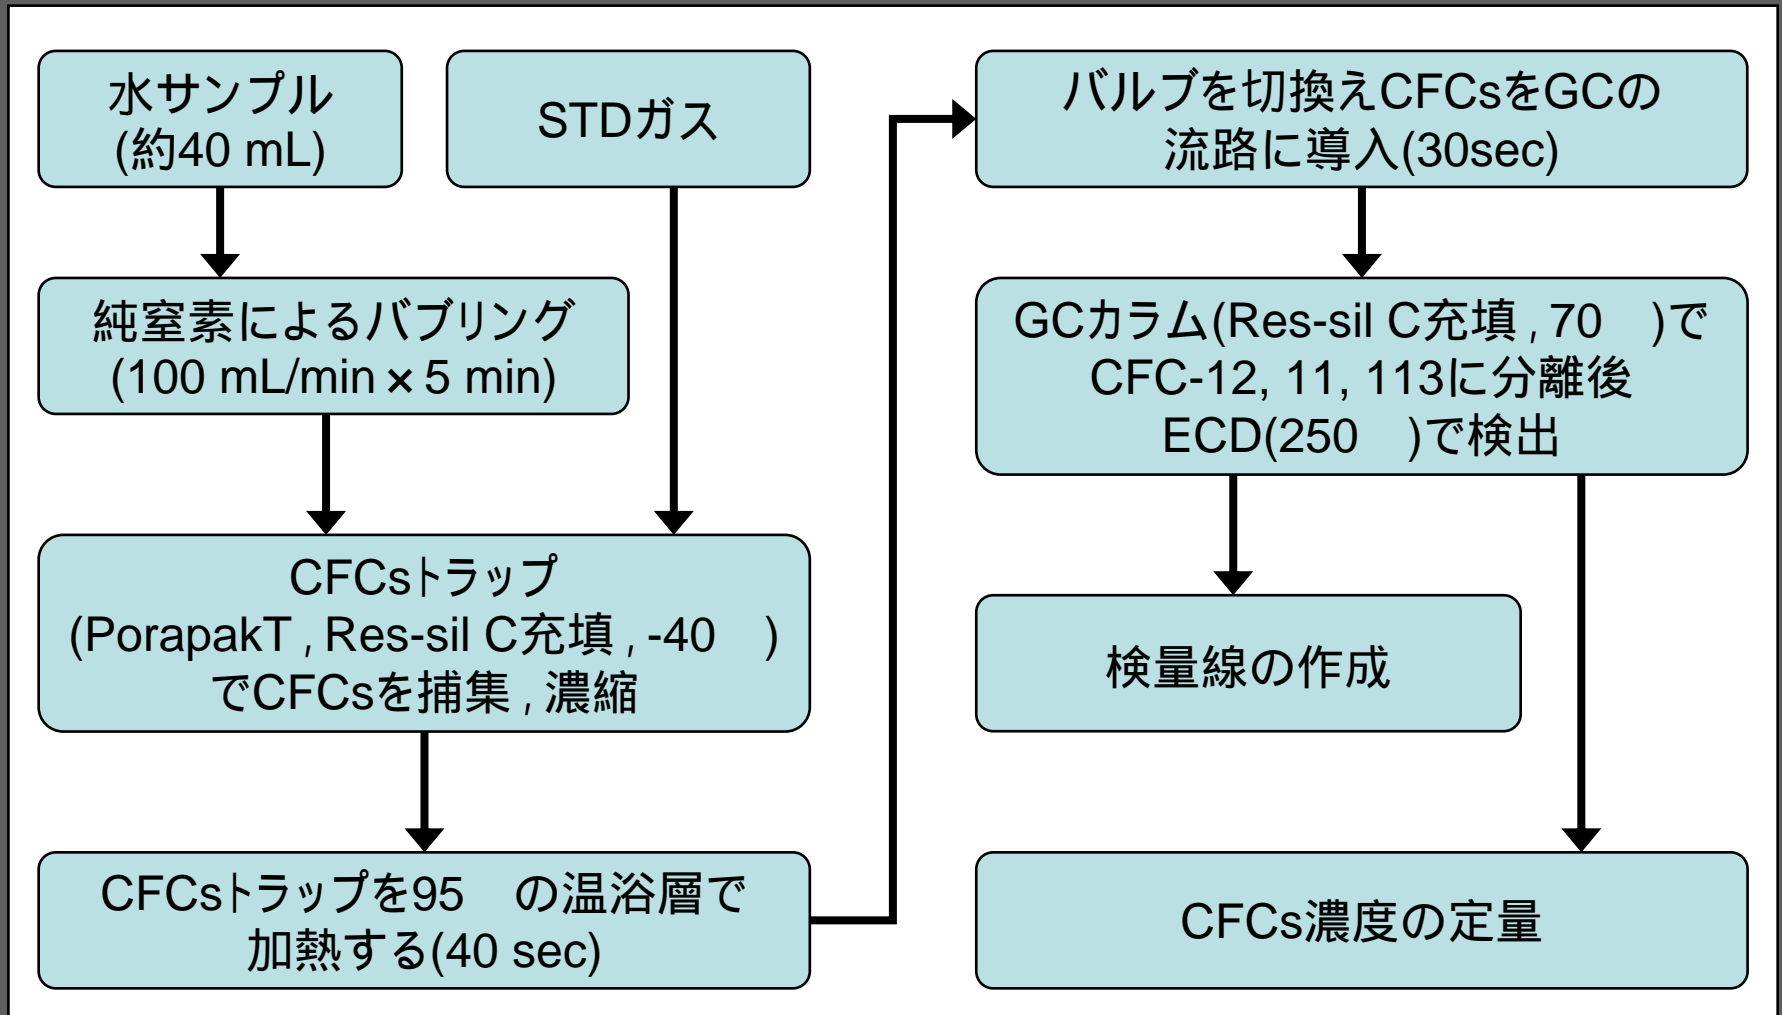 水サンプル
(約40 mL)
STDガス
純窒素によるバブリング
(100 mL/min×5 min)
CFCsトラップ
(PorapakT , Res-sil C充填 , -40　)
でCFCsを捕集 , 濃縮
CFCsトラップを95　の温浴層で
加熱する(40 sec)
バルブを切換えCFCsをGCの
流路に導入(30sec)
GCカラム(Res-sil C充填 , 70　)で
CFC-12, 11, 113に分離後
ECD(250　)で検出
検量線の作成
CFCs濃度の定量